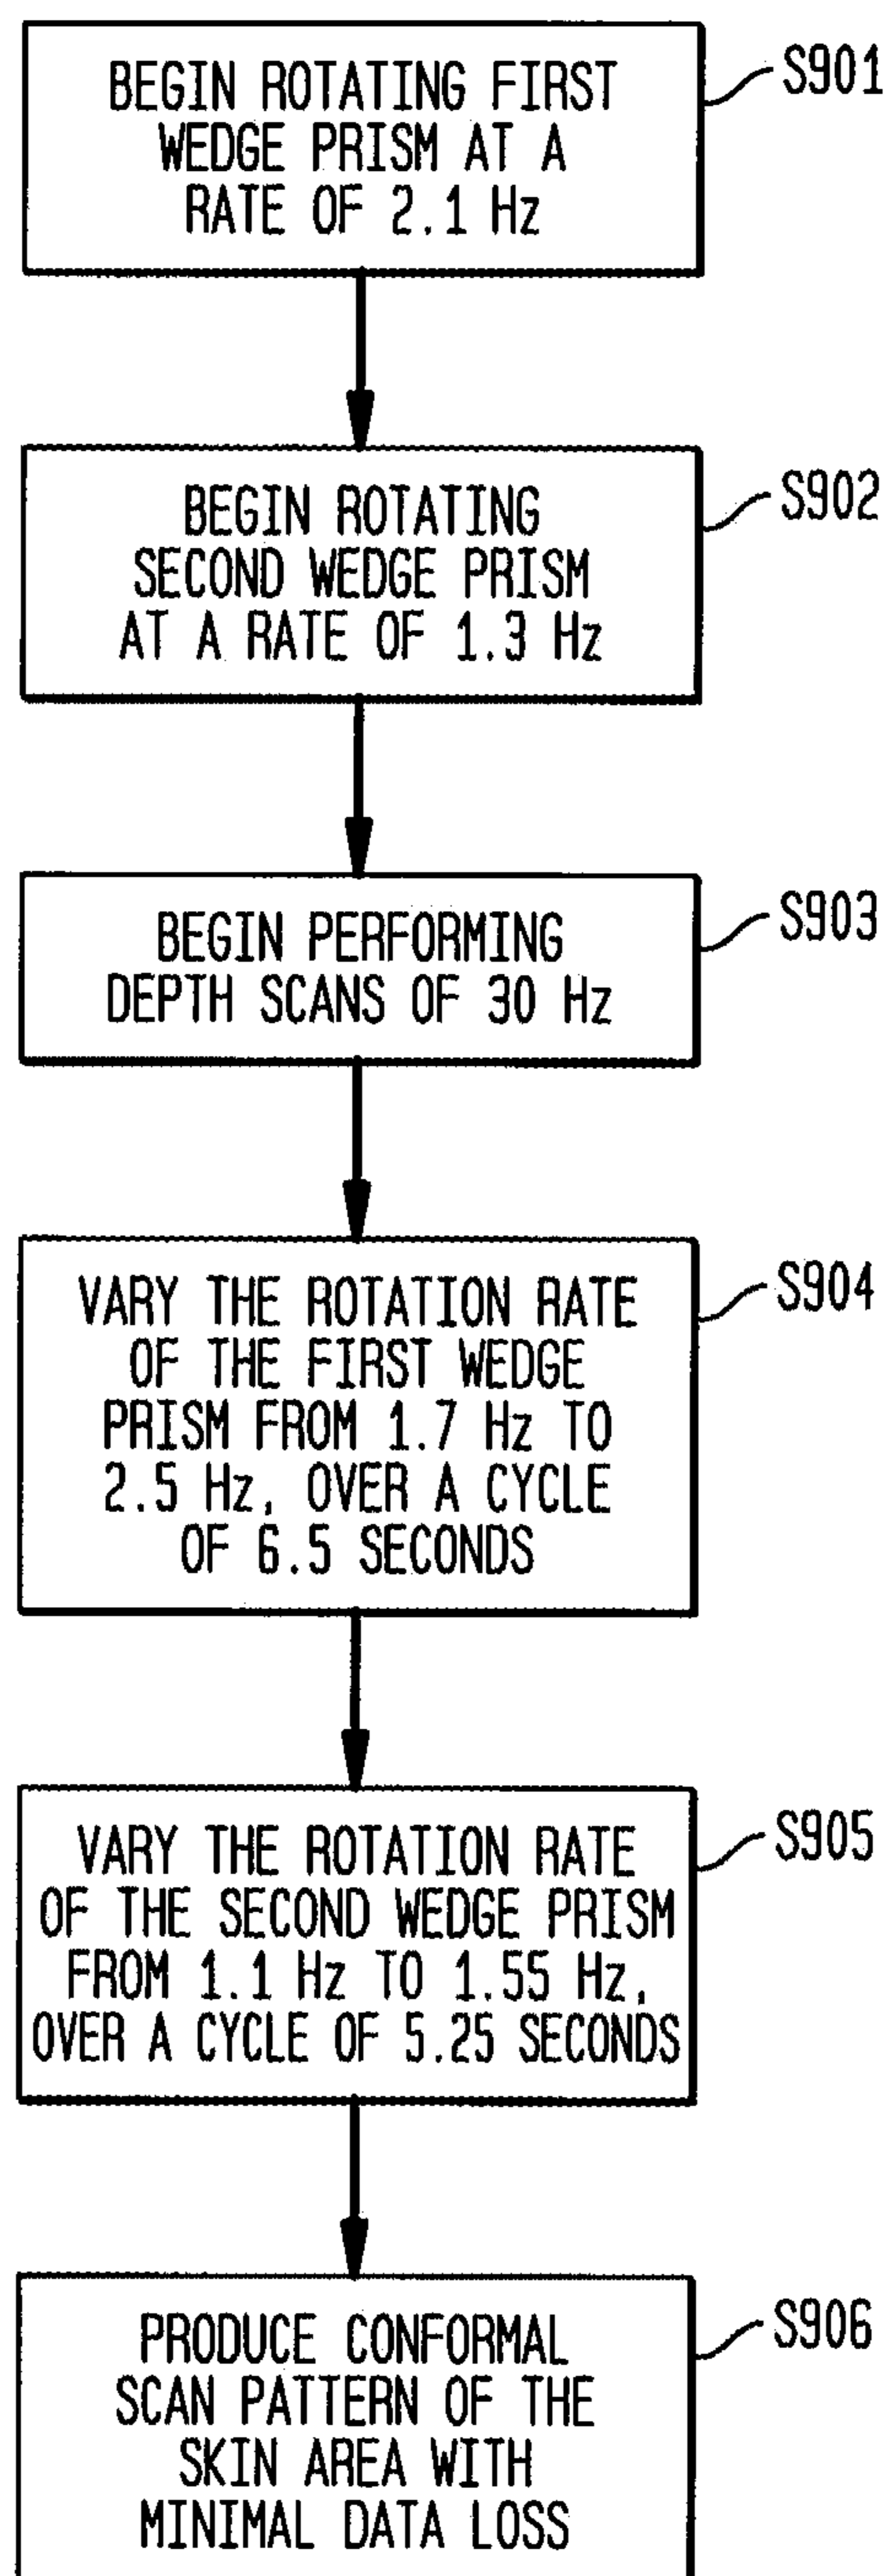 BEGIN ROTATING FIRST
WEDGE PRISM AT A
RATE OF 2.1 Hz
S901
BEGIN ROTATING
SECOND WEDGE PRISM
AT A RATE OF 1.3 Hz
S902
BEGIN PERFORMING
DEPTH SCANS OF 30 Hz
S903
VARY THE ROTATION RATE
OF THE FIRST WEDGE
PRISM FROM 1.7 Hz TO
2.5 Hz, OVER A CYCLE
OF 6.5 SECONDS
S904
VARY THE ROTATION RATE
OF THE SECOND WEDGE PRISM
FROM 1.1 Hz TO 1.55 Hz,
OVER A CYCLE OF 5.25 SECONDS
S905
PRODUCE CONFORMAL
SCAN PATTERN OF THE
SKIN AREA WITH
MINIMAL DATA LOSS
S906